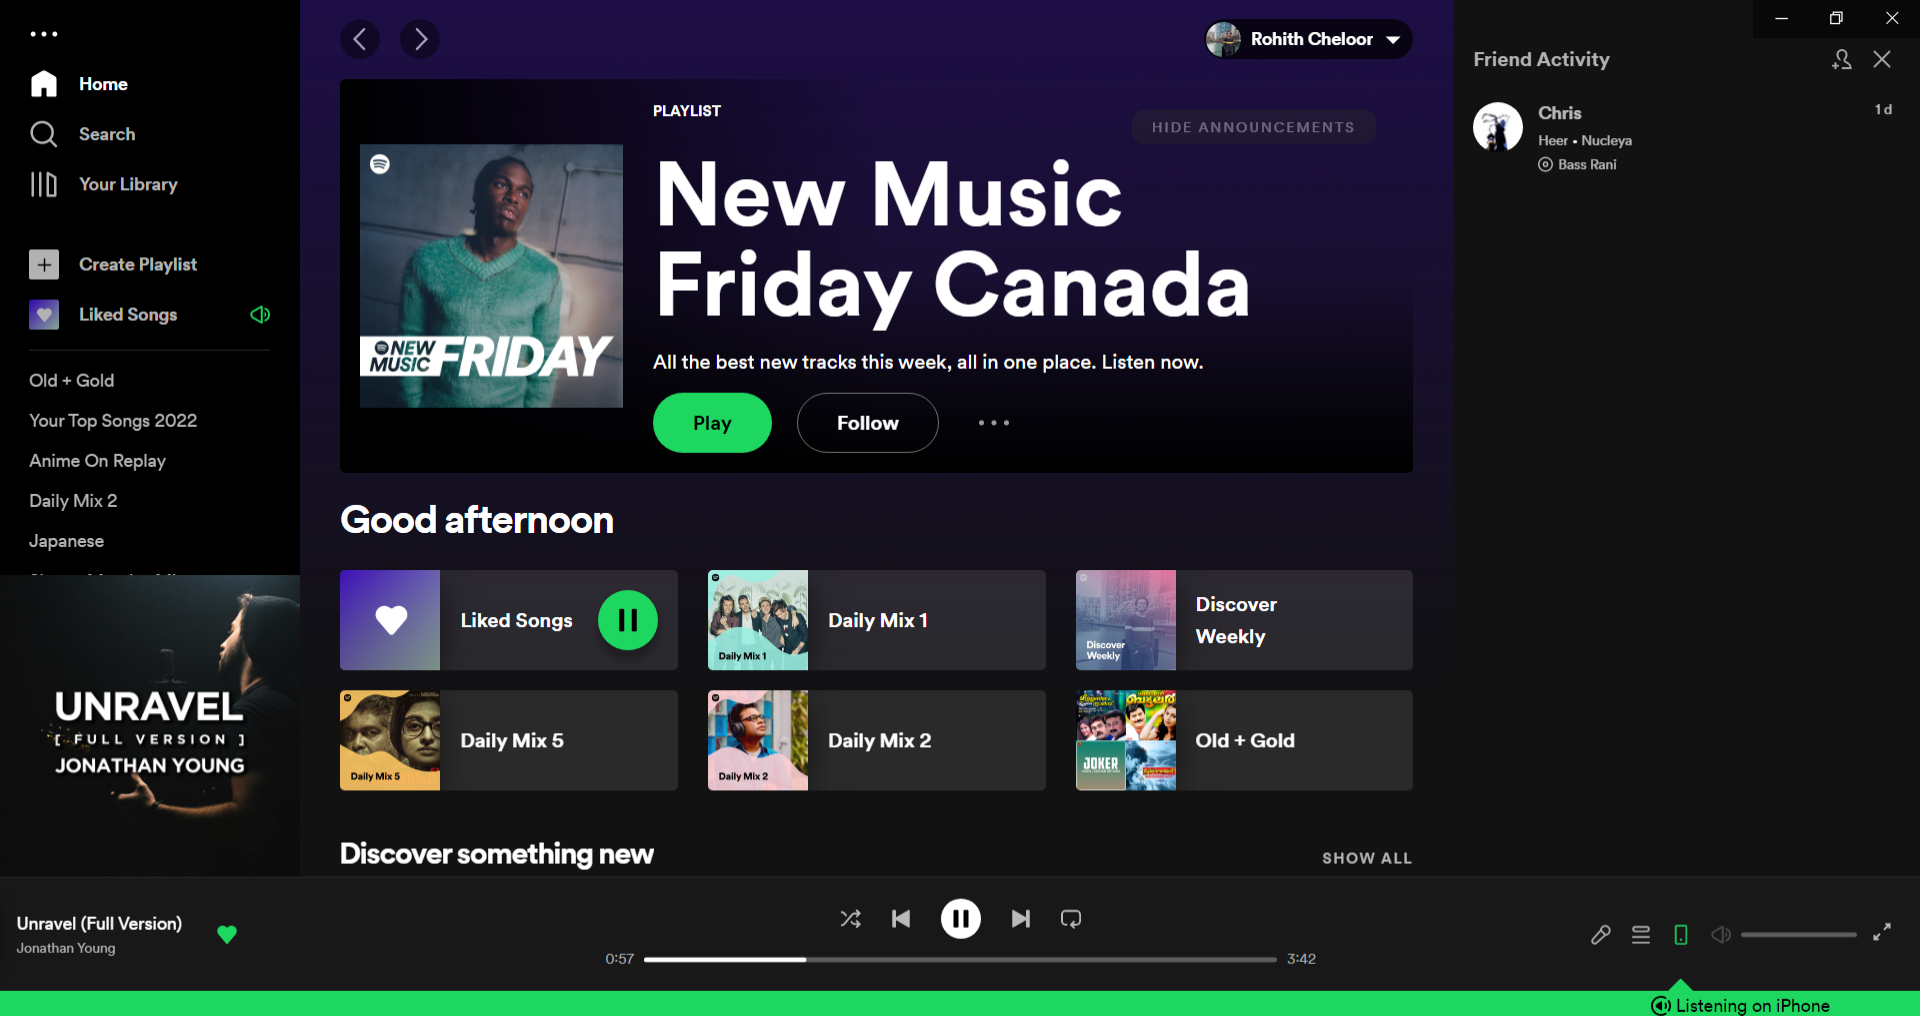 Home
Search
Your Library
Create Playlist
Liked Songs
Old + Gold
Your Top Songs 2022
Anime On Replay
Daily Mix 2
Japanese
UNRAVEL
[ FULL VERSION ]
JONATHAN YOUNG
Rohith Cheloor
PLAYLIST
HIDE ANNOUNCEMENTS
New Music
Friday Canada
NEW
MUSIC
FRIDAY
All the best new tracks this week, all in one place. Listen now.
Play
Follow
Good afternoon
Liked Songs
Daily Mix 1
Daily Mix 1
Discover
Weekly
Discover
Weekly
Daily Mix 5
Daily Mix 5
Daily Mix 2
Daily Mix 2
JOKER
Old + Gold
Discover something new
SHOW ALL
Friend Activity
Chris
1 d
Heer • Nucleya
Bass Rani
Unravel (Full Version)
Jonathan Young
0:57
3:42
Listening on iPhone